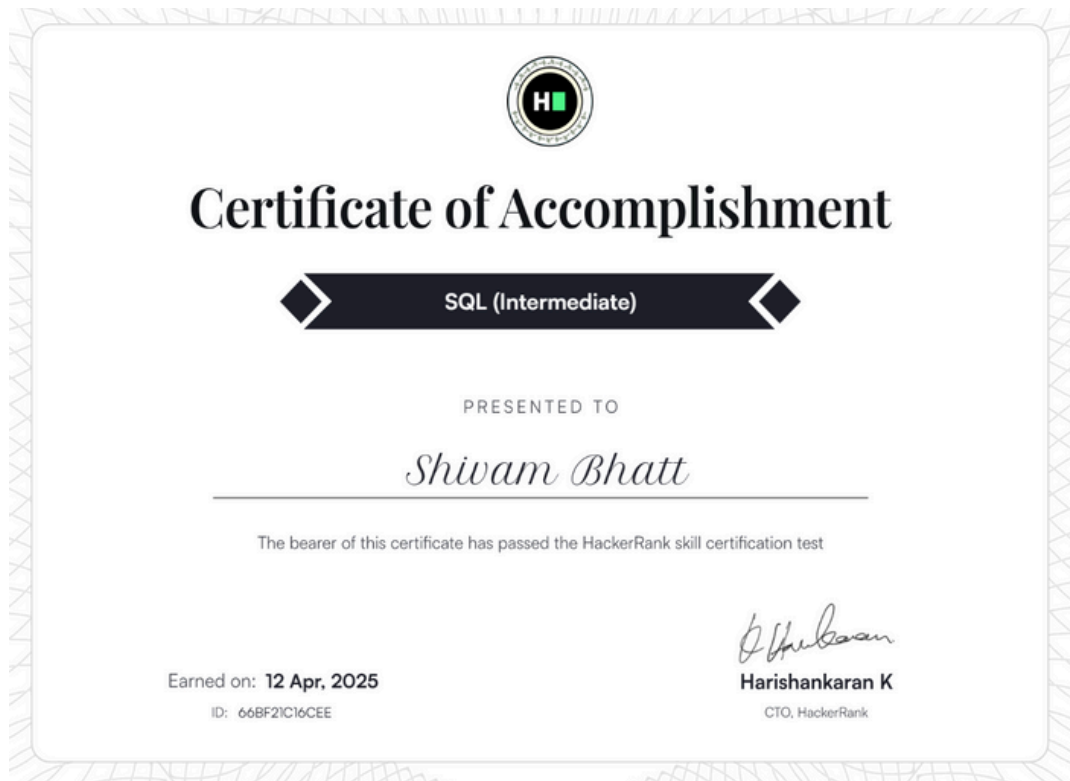 H
Certificate of Accomplishment
SQL (Intermediate)
PRESENTED TO
Shivam Bhatt
The bearer of this certificate has passed the HackerRank skill certification test
Earned on: 12 Apr, 2025
ID: 66BF21C16CEE
Harishankaran K
CTO, HackerRank